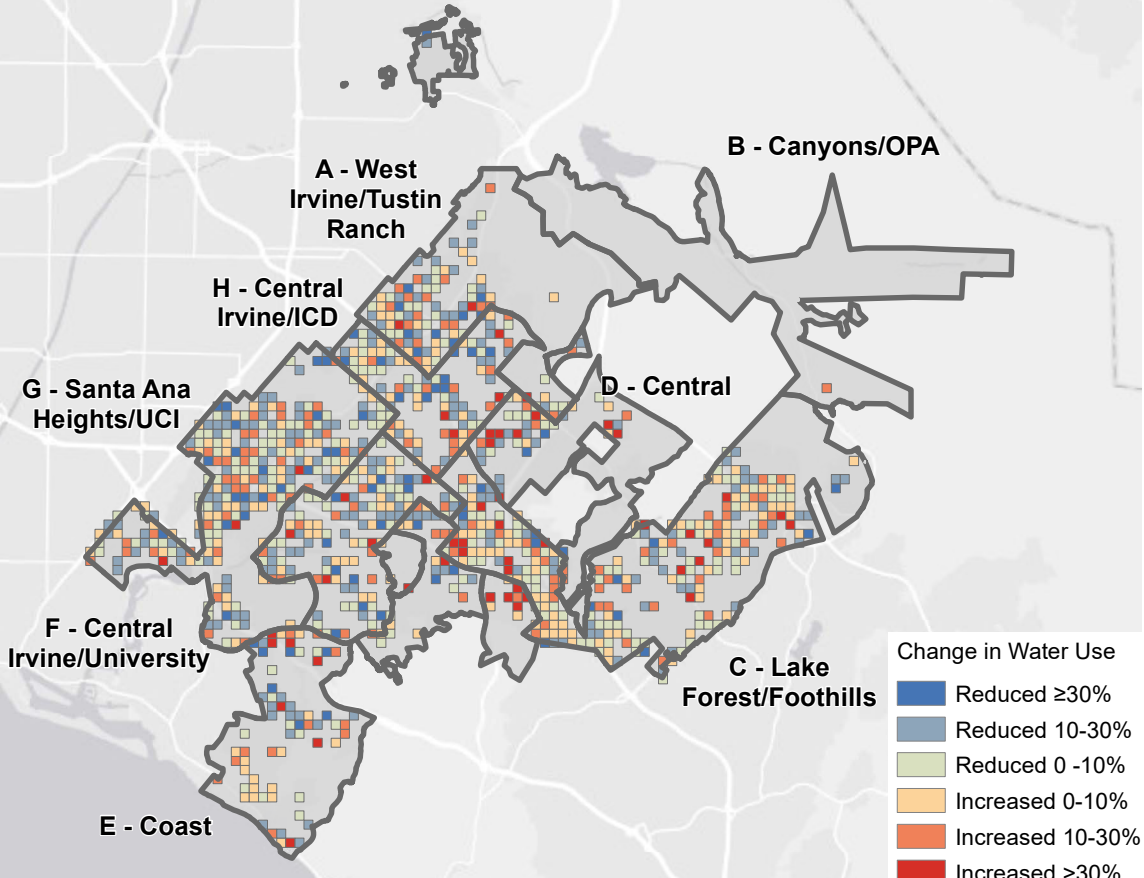 B - Canyons/OPA
A - West
Irvine/Tustin
Ranch
H - Central
Irvine/ICD
G - Santa Ana
Heights/UCI
D - Central
F - Central
Irvine/University
C - Lake
Forest/Foothills
E - Coast
Change in Water Use
Reduced ≥30%
Reduced 10-30%
Reduced 0 -10%
Increased 0-10%
Increased 10-30%
Increased ≥30%